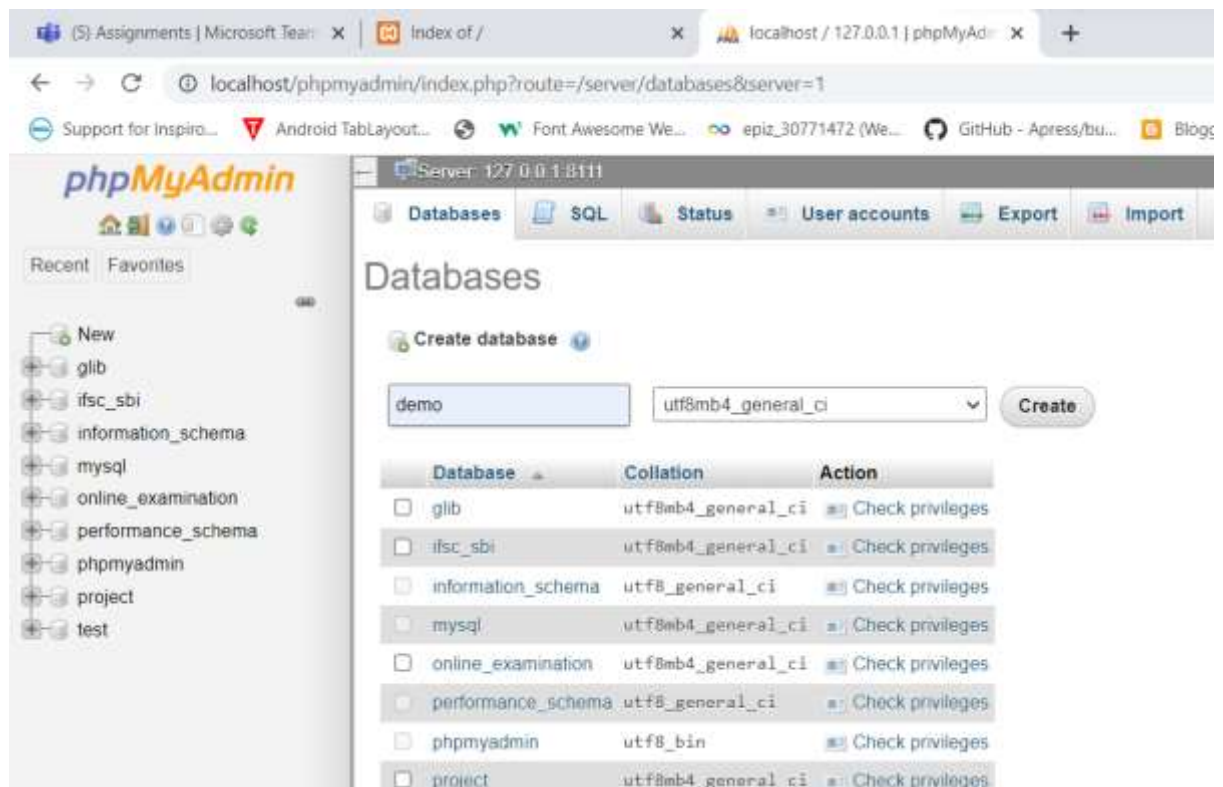 (5) Assignments | Microsoft Team
Index of /
localhost / 127.0.0.1 | phpMyAdm
localhost/phpmyadmin/index.php?route=/server/databases&server=1
Support for Inspiro... Android TabLayout... Font Awesome We... epiz_30771472 (We... GitHub - Apress/bu... Blogg
phpMyAdmin
Recent Favorites
New
glib
ifsc_sbi
information_schema
mysql
online_examination
performance_schema
phpmyadmin
project
test
Server: 127.0.0.1:8111
Databases SQL Status User accounts Export Import
Databases
Create database
demo utf8mb4_general_ci Create
Database Collation Action
glib utf8mb4_general_ci Check privileges
ifsc_sbi utf8mb4_general_ci Check privileges
information_schema utf8_general_ci Check privileges
mysql utf8mb4_general_ci Check privileges
online_examination utf8mb4_general_ci Check privileges
performance_schema utf8_general_ci Check privileges
phpmyadmin utf8_bin Check privileges
project utf8mb4_general_ci Check privileges